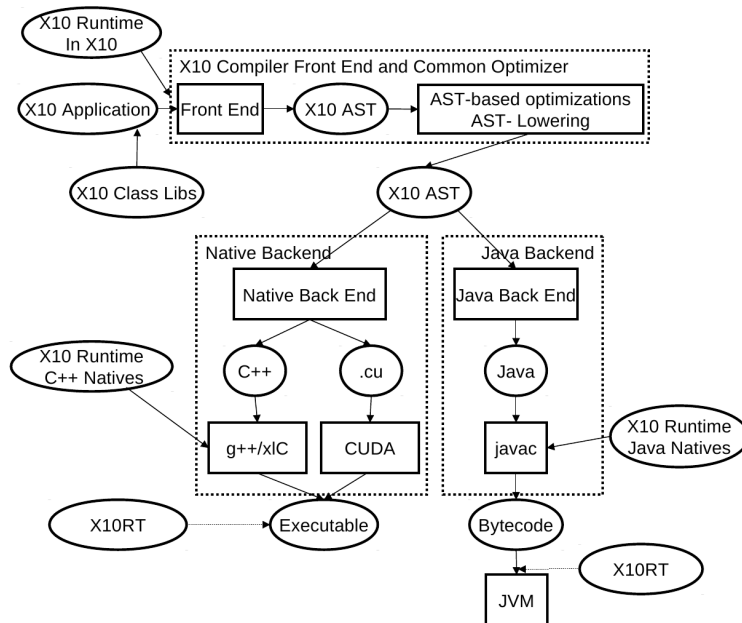 X10 Runtime
In X10
X10 Compiler Front End and Common Optimizer
X10 Application
Front End
X10 AST
AST-based optimizations
AST- Lowering
X10 Class Libs
X10 AST
Native Backend
Java Backend
Native Back End
Java Back End
X10 Runtime
C++ Natives
C++
.cu
Java
g++/xlC
CUDA
javac
X10 Runtime
Java Natives
X10RT
Executable
Bytecode
X10RT
JVM